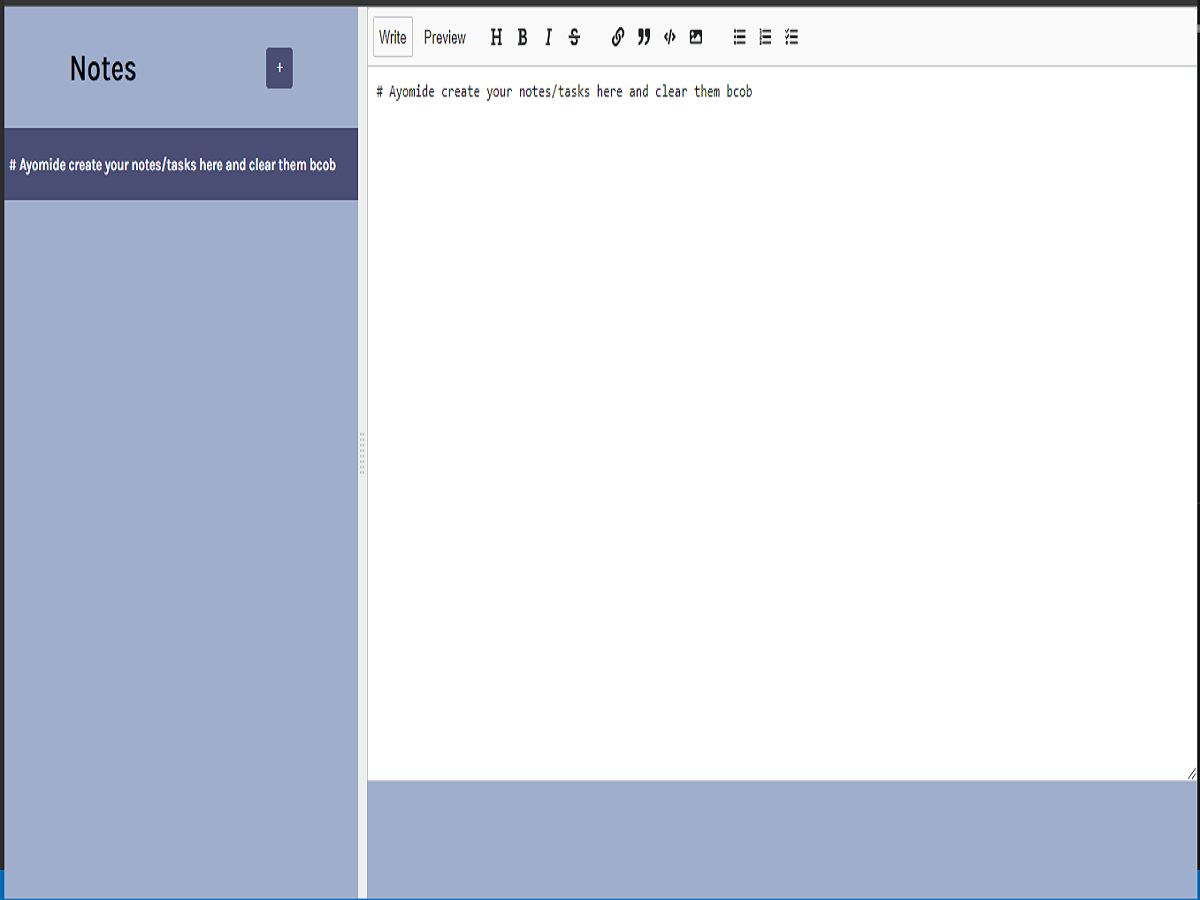 Notes
+
# Ayomide create your notes/tasks here and clear them bcob
Write Preview
# Ayomide create your notes/tasks here and clear them bcob